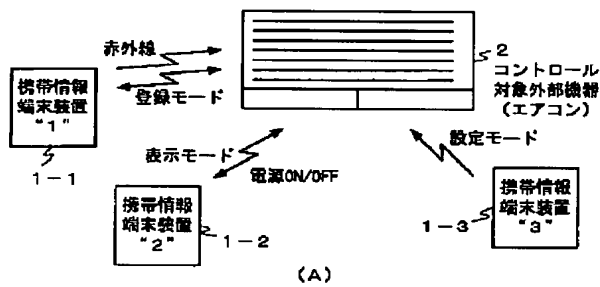 赤外線
登録モード
携帯情報
端末装置
"1"
1-1
2
コントロール
対象外部機器
(エアコン)
表示モード
電源ON/OFF
設定モード
携帯情報
端末装置
"2"
1-2
携帯情報
端末装置
"3"
1-3
(A)